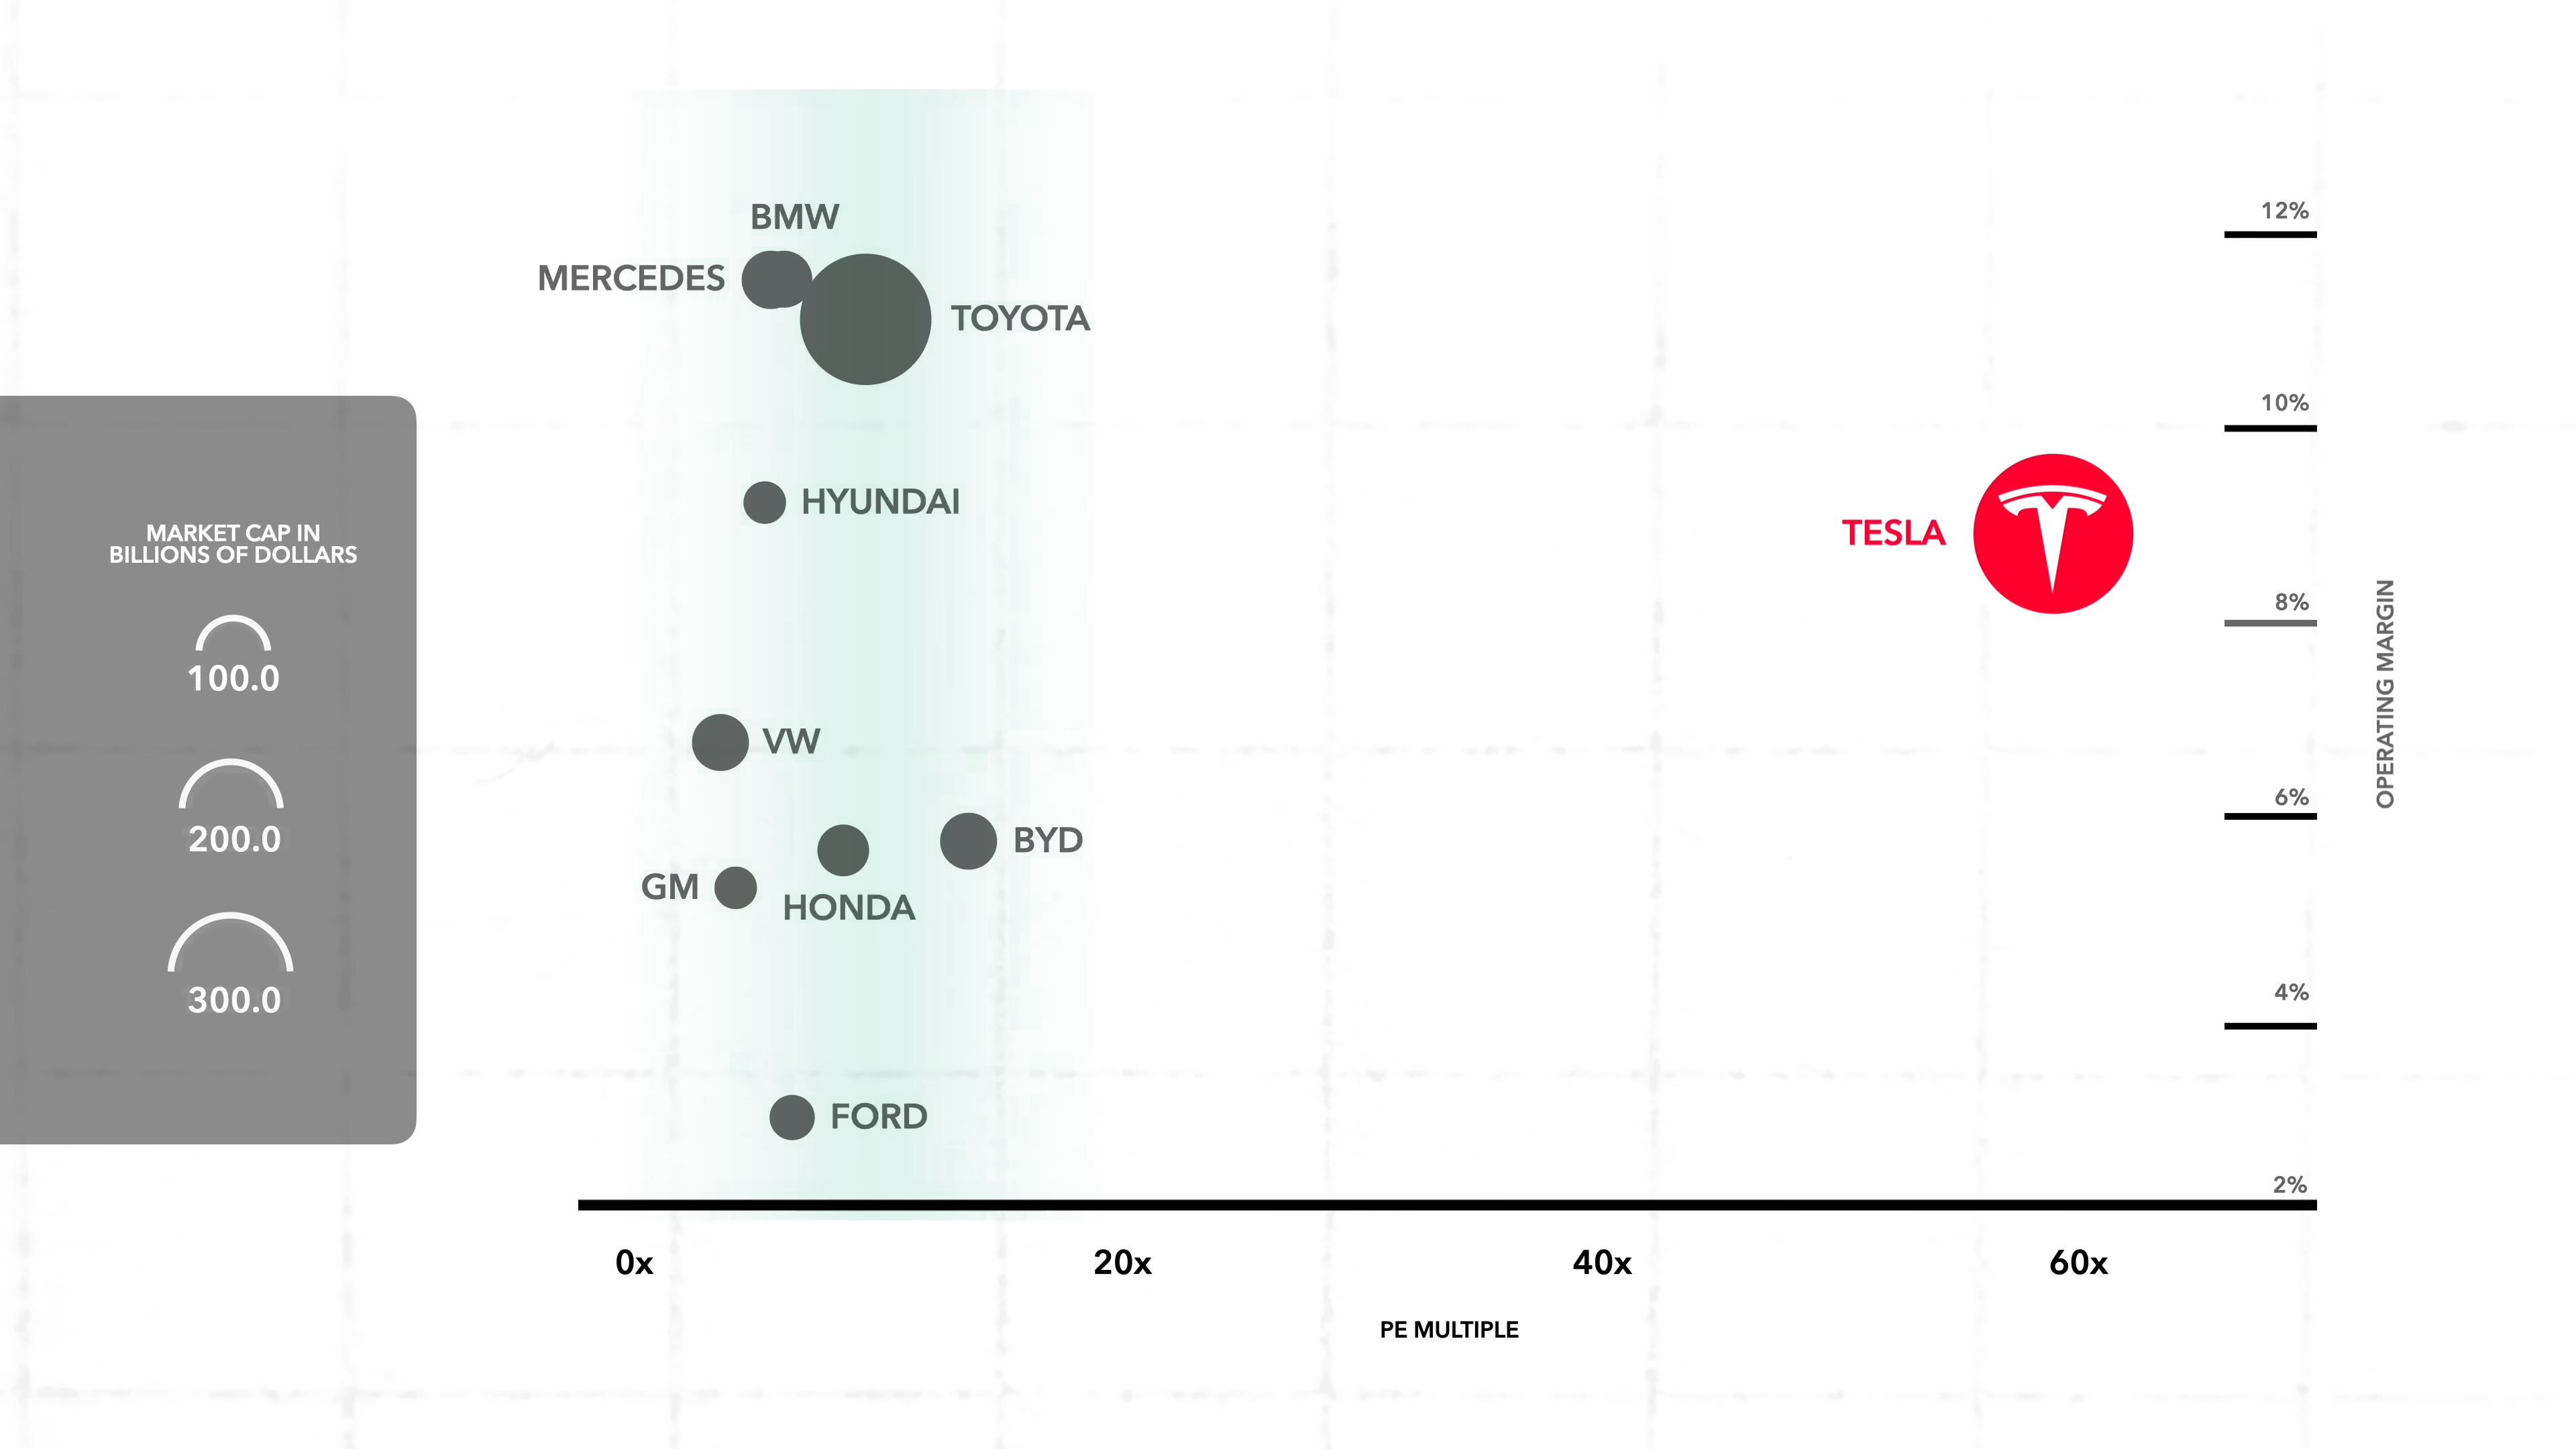 BMW
MERCEDES
TOYOTA
HYUNDAI
TESLA
VW
BYD
GM
HONDA
FORD
MARKET CAP IN
BILLIONS OF DOLLARS
100.0
200.0
300.0
12%
10%
8%
6%
4%
2%
OPERATING MARGIN
0x
20x
40x
60x
PE MULTIPLE